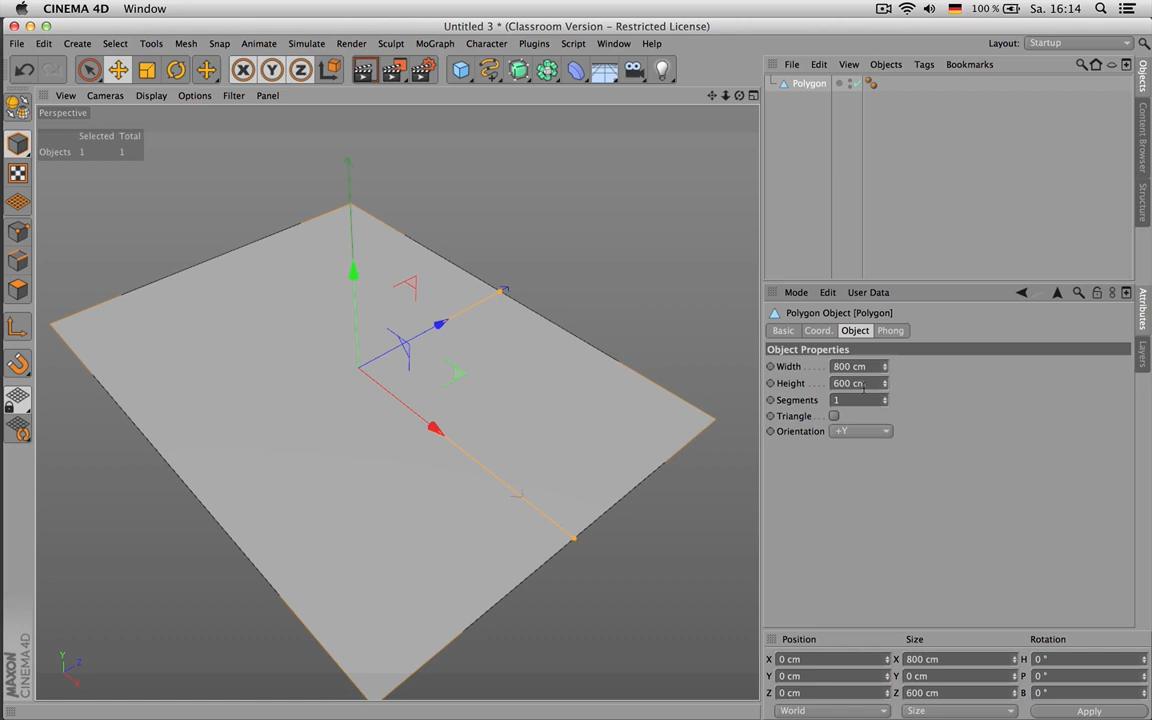 CINEMA 4D Window 100 % Sa. 16:14
Untitled 3 * (Classroom Version - Restricted License)
File Edit Create Select Tools Mesh Snap Animate Simulate Render Sculpt MoGraph Character Plugins Script Window Help Layout: Startup
X Y Z
File Edit View Objects Tags Bookmarks
Polygon
View Cameras Display Options Filter Panel
Perspective
Selected Total
Objects 1 1
Objects
Content Browser
Structure
Mode Edit User Data
Polygon Object [Polygon]
Basic Coord. Object Phong
Object Properties
Width 800 cm
Height 600 cm
Segments 1
Triangle
Orientation +Y
Attributes
Layers
Y
Z
X
MAXON
CINEMA 4D
Position Size Rotation
X 0 cm X 800 cm H 0 °
Y 0 cm Y 0 cm P 0 °
Z 0 cm Z 600 cm B 0 °
World Size Apply